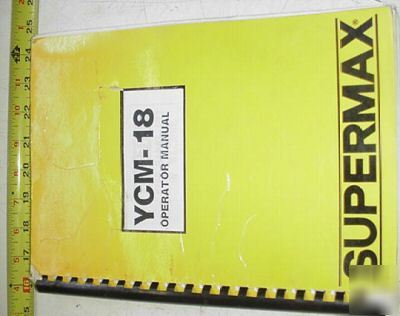 YCM-18
OPERATOR MANUAL
SUPERMAX®